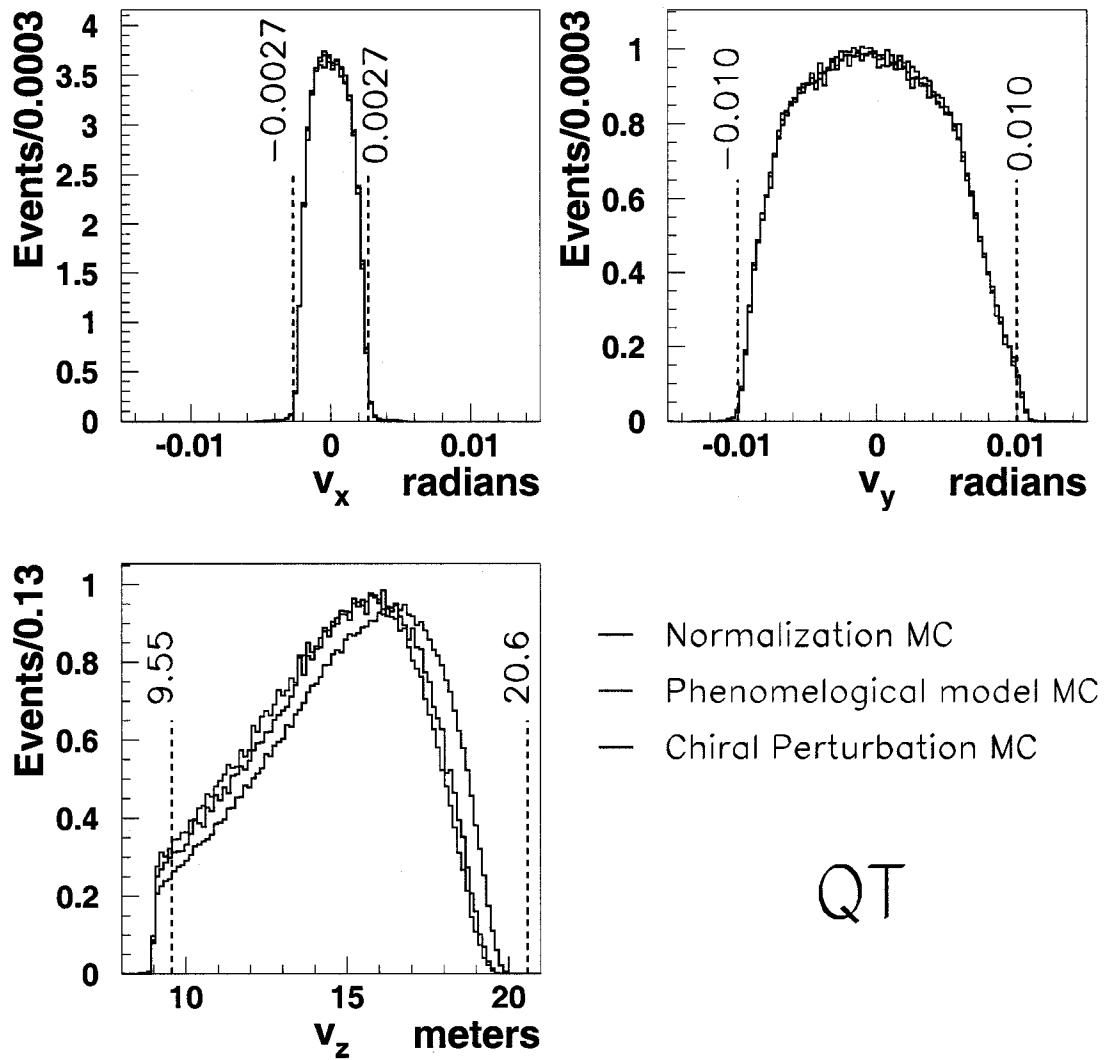 Events/0.0003
4
3.5
3
2.5
2
1.5
1
0.5
0
−0.0027
0.0027
-0.01 0 0.01
vx radians
Events/0.0003
1
0.8
0.6
0.4
0.2
0
−0.010
0.010
-0.01 0 0.01
vy radians
Events/0.13
1
0.8
0.6
0.4
0.2
0
9.55
20.6
10 15 20
vz meters
Normalization MC
Phenomelogical model MC
Chiral Perturbation MC
QT